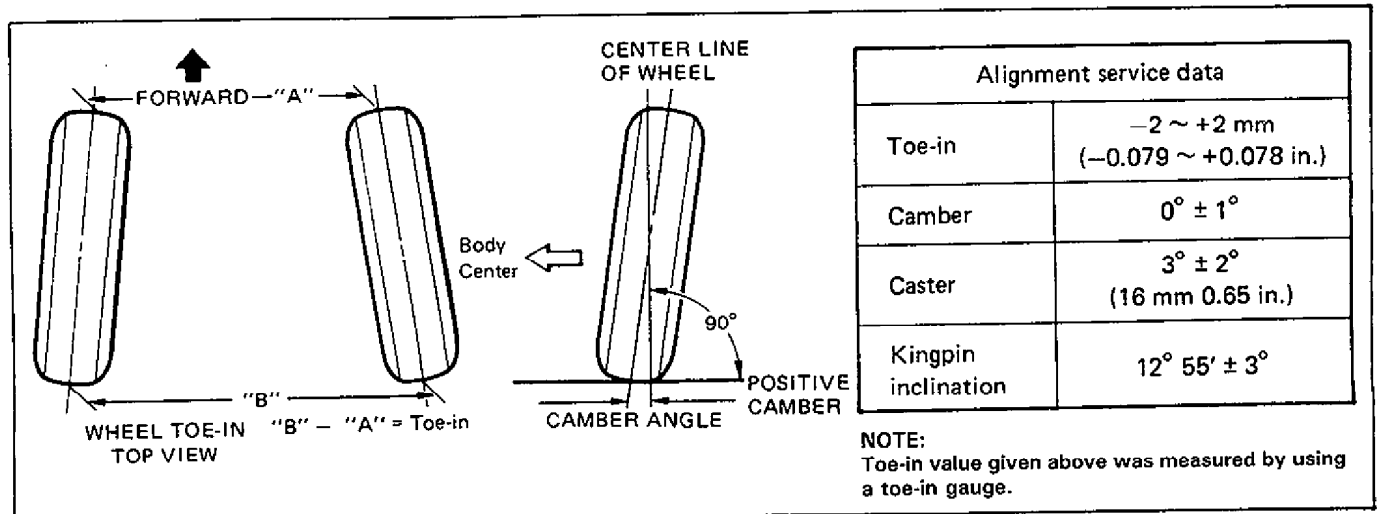 FORWARD "A"
"B"
WHEEL TOE-IN "B" – "A" = Toe-in
TOP VIEW
CENTER LINE
OF WHEEL
Body
Center
90°
POSITIVE
CAMBER
CAMBER ANGLE
Alignment service data
Toe-in
−2 ~ +2 mm
(−0.079 ~ +0.078 in.)
Camber
0° ± 1°
Caster
3° ± 2°
(16 mm 0.65 in.)
Kingpin
inclination
12° 55′ ± 3°
NOTE:
Toe-in value given above was measured by using
a toe-in gauge.